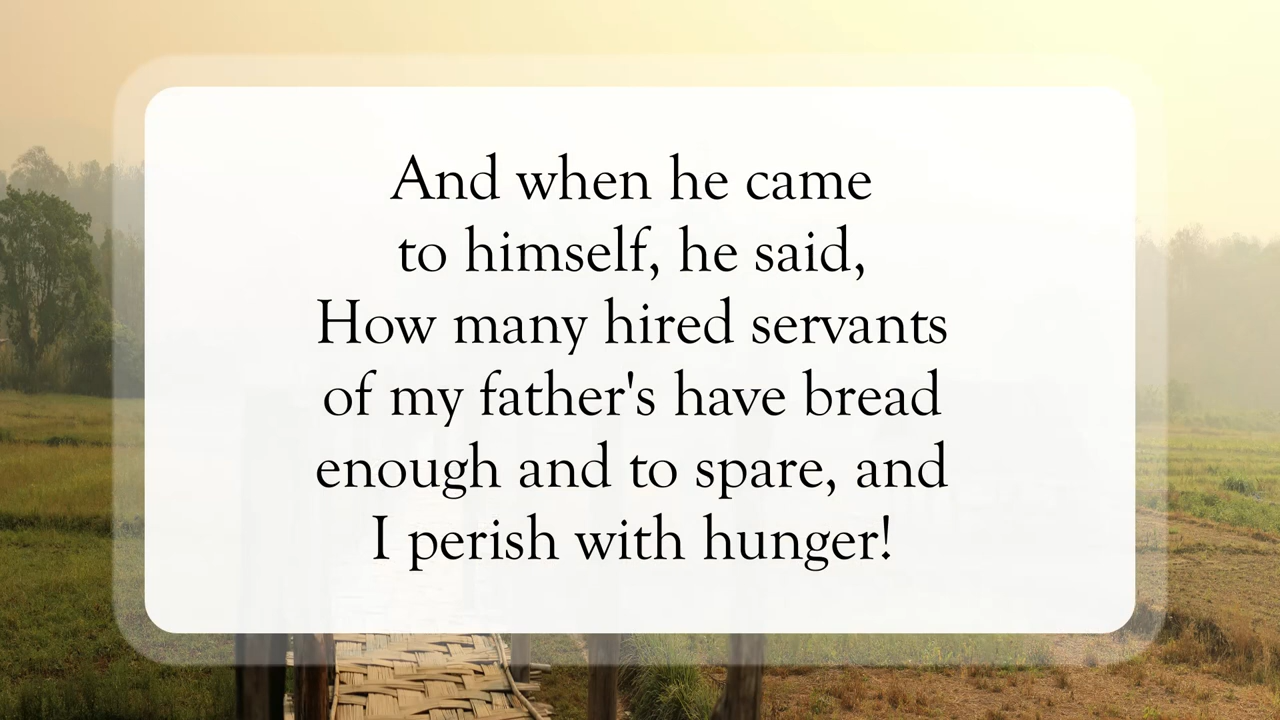 And when he came
to himself, he said,
How many hired servants
of my father's have bread
enough and to spare, and
I perish with hunger!